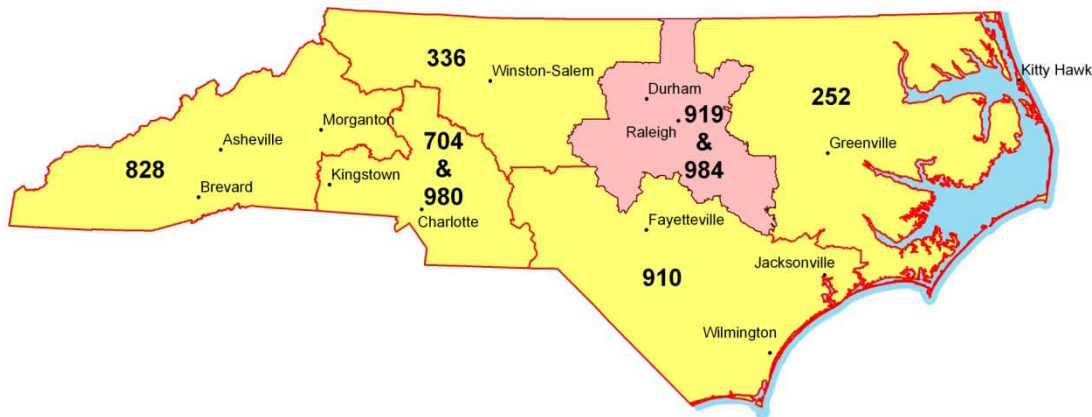 336
Winston-Salem
Durham
Kitty Hawk
919
252
Raleigh
&
Morganton
704
Asheville
Greenville
828
&
984
Kingstown
Brevard
980
Charlotte
Fayetteville
Jacksonville
910
Wilmington